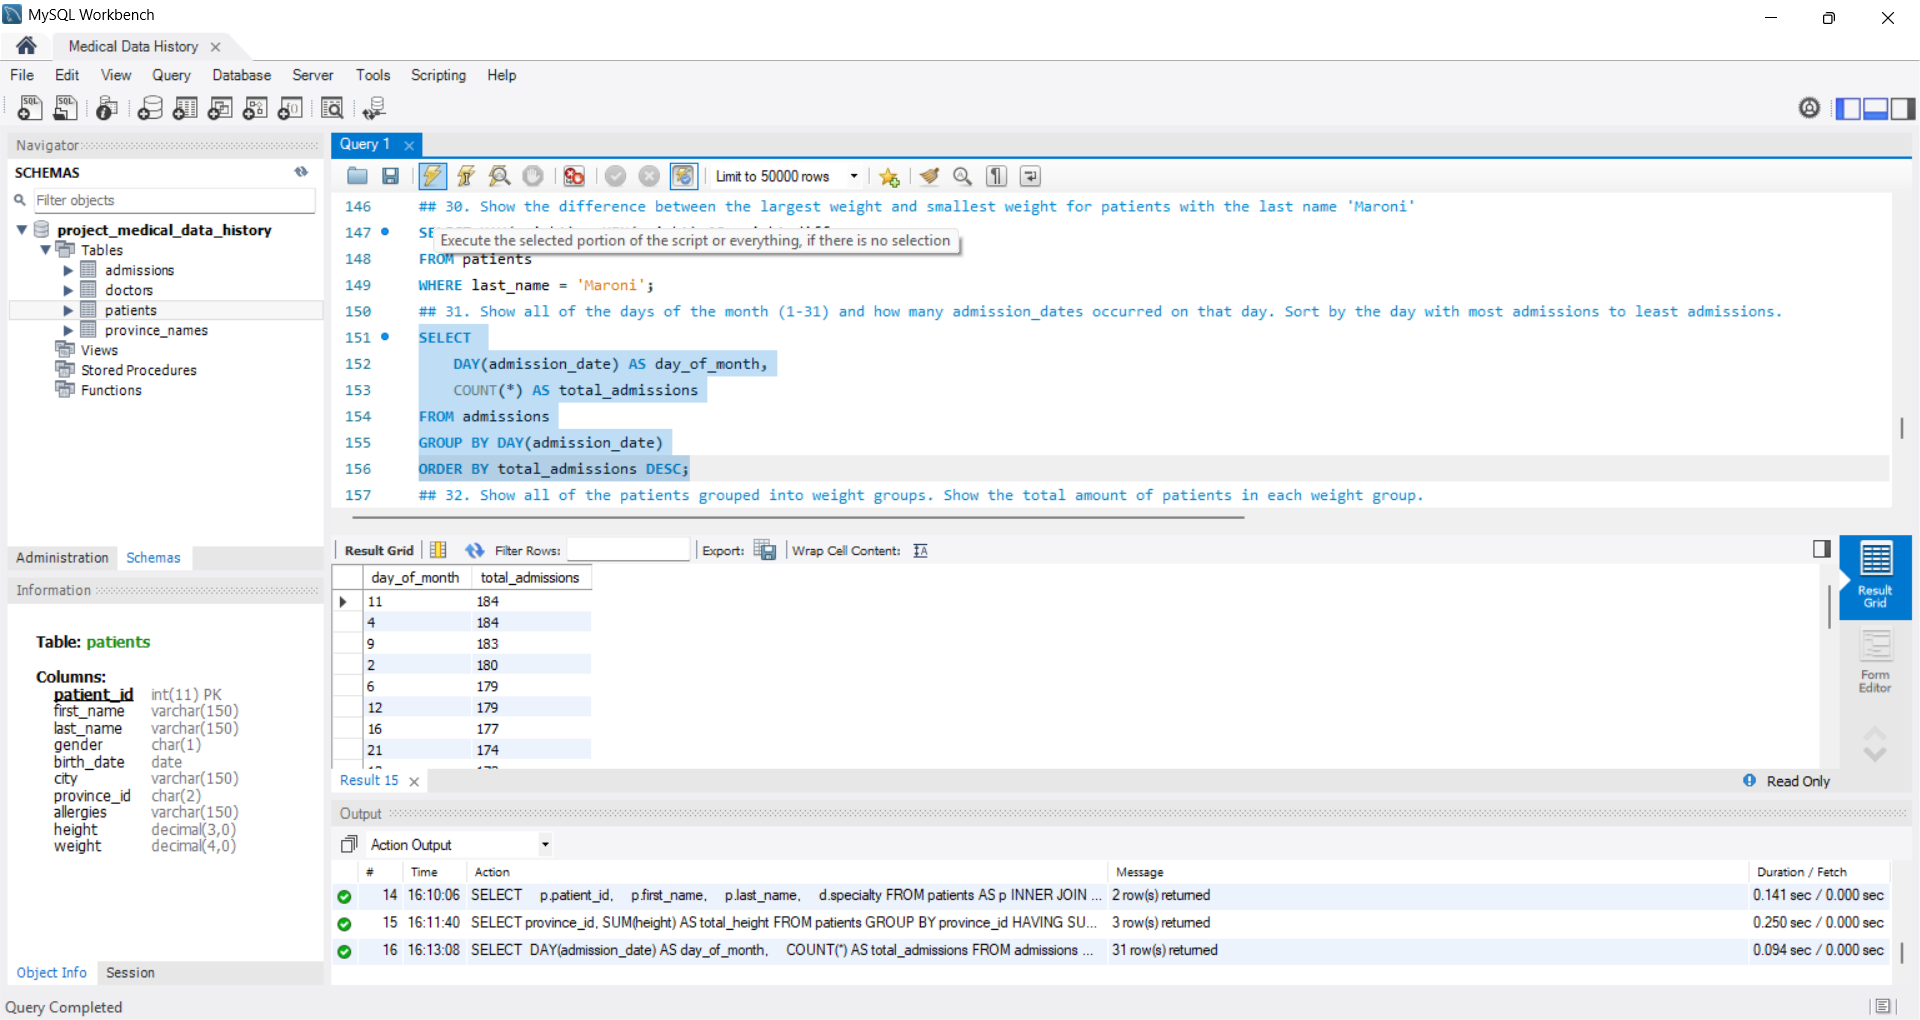 MySQL Workbench
Medical Data History
File Edit View Query Database Server Tools Scripting Help
Navigator
SCHEMAS
Filter objects
project_medical_data_history
Tables
admissions
doctors
patients
province_names
Views
Stored Procedures
Functions
Administration Schemas
Information
Table: patients
Columns:
patient_id int(11) PK
first_name varchar(150)
last_name varchar(150)
gender char(1)
birth_date date
city varchar(150)
province_id char(2)
allergies varchar(150)
height decimal(3,0)
weight decimal(4,0)
Object Info Session
Query Completed
Query 1
Limit to 50000 rows
146 ## 30. Show the difference between the largest weight and smallest weight for patients with the last name 'Maroni'
147 SE
Execute the selected portion of the script or everything, if there is no selection
148 FROM patients
149 WHERE last_name = 'Maroni';
150 ## 31. Show all of the days of the month (1-31) and how many admission_dates occurred on that day. Sort by the day with most admissions to least admissions.
151 SELECT
152 DAY(admission_date) AS day_of_month,
153 COUNT(*) AS total_admissions
154 FROM admissions
155 GROUP BY DAY(admission_date)
156 ORDER BY total_admissions DESC;
157 ## 32. Show all of the patients grouped into weight groups. Show the total amount of patients in each weight group.
Result Grid Filter Rows: Export: Wrap Cell Content:
day_of_month total_admissions
11 184
4 184
9 183
2 180
6 179
12 179
16 177
21 174
Result Grid
Form Editor
Result 15
Read Only
Output
Action Output
# Time Action Message Duration / Fetch
14 16:10:06 SELECT p.patient_id, p.first_name, p.last_name, d.specialty FROM patients AS p INNER JOIN ... 2 row(s) returned 0.141 sec / 0.000 sec
15 16:11:40 SELECT province_id, SUM(height) AS total_height FROM patients GROUP BY province_id HAVING SU... 3 row(s) returned 0.250 sec / 0.000 sec
16 16:13:08 SELECT DAY(admission_date) AS day_of_month, COUNT(*) AS total_admissions FROM admissions ... 31 row(s) returned 0.094 sec / 0.000 sec